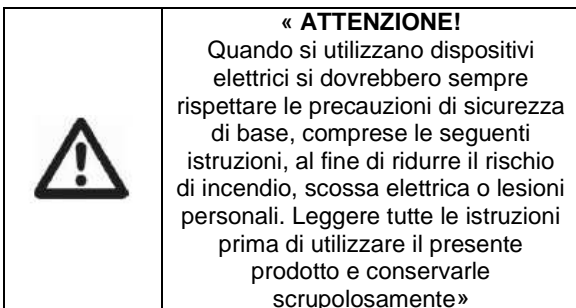 « ATTENZIONE!
Quando si utilizzano dispositivi
elettrici si dovrebbero sempre
rispettare le precauzioni di sicurezza
di base, comprese le seguenti
istruzioni, al fine di ridurre il rischio
di incendio, scossa elettrica o lesioni
personali. Leggere tutte le istruzioni
prima di utilizzare il presente
prodotto e conservarle
scrupolosamente»